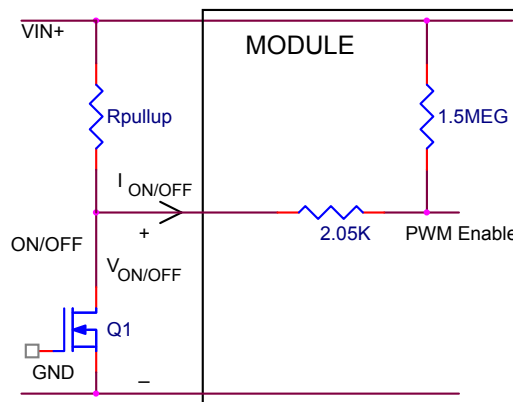 VIN+
MODULE
Rpullup
1.5MEG
I ON/OFF
+
2.05K
PWM Enable
ON/OFF
V ON/OFF
Q1
GND
–